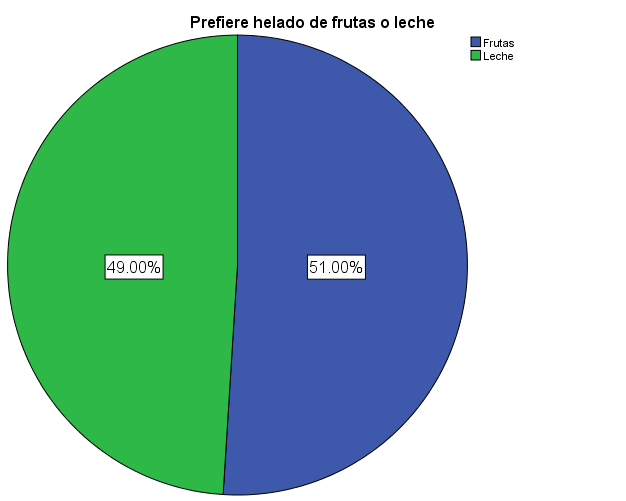 Prefiere helado de frutas o leche
Frutas
Leche
49.00%
51.00%